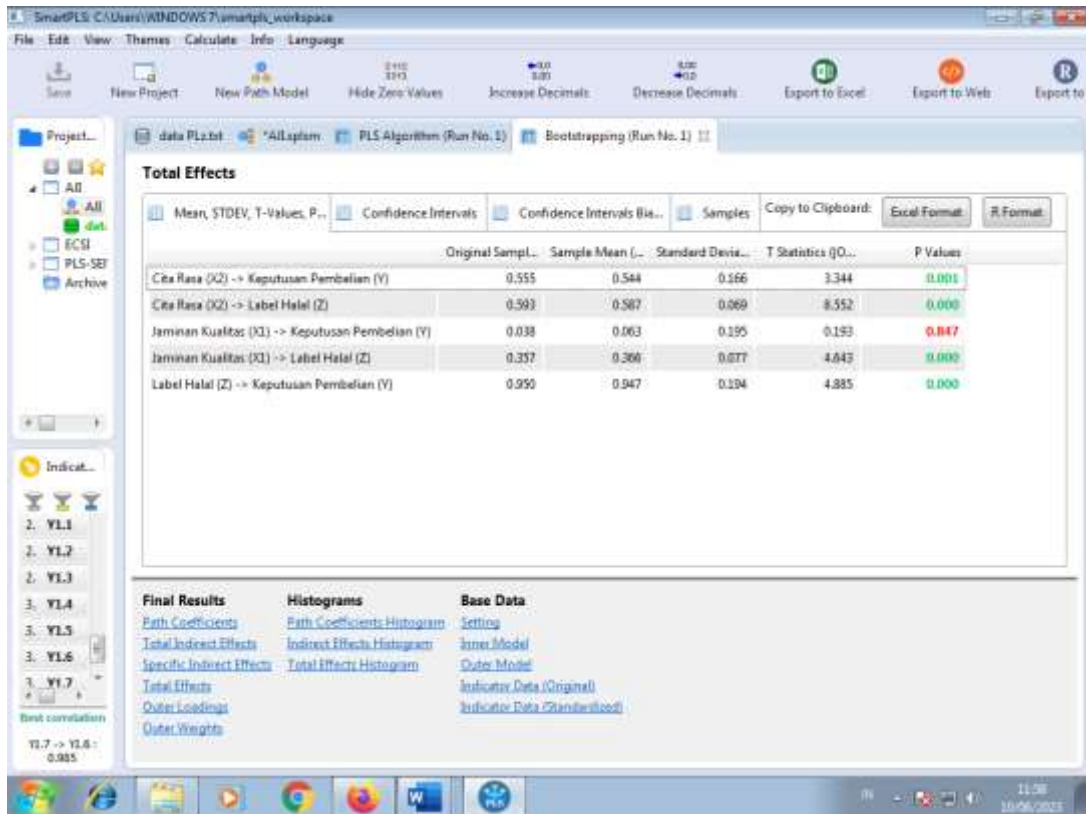 SmartPLS: C:\Users\WINDOWS 7\smartpls_workspace
File Edit View Themes Calculate Info Language
Save New Project New Path Model Hide Zero Values Increase Decimals Decrease Decimals Export to Excel Export to Web Export to
Project... data PLz.txt *All.splsm PLS Algorithm (Run No. 1) Bootstrapping (Run No. 1)
All
All
ECSI
Archive
Total Effects
Mean, STDEV, T-Values, P... Confidence Intervals Confidence Intervals Bia... Samples Copy to Clipboard: Excel Format R Format
Original Sampl... Sample Mean (... Standard Devia... T Statistics (|O... P Values
Cita Rasa (X2) -> Keputusan Pembelian (Y) 0.555 0.544 0.166 3.344 0.001
Cita Rasa (X2) -> Label Halal (Z) 0.593 0.587 0.069 8.552 0.000
Jaminan Kualitas (X1) -> Keputusan Pembelian (Y) 0.038 0.063 0.195 0.193 0.847
Jaminan Kualitas (X1) -> Label Halal (Z) 0.357 0.366 0.077 4.643 0.000
Label Halal (Z) -> Keputusan Pembelian (Y) 0.950 0.947 0.194 4.885 0.000
Indicat...
2. Y1.1
2. Y1.2
2. Y1.3
3. Y1.4
3. Y1.5
3. Y1.6
3. Y1.7
Best correlation
Y1.7 -> Y1.6 :
0.985
Final Results Histograms Base Data
Path Coefficients Path Coefficients Histogram Setting
Total Indirect Effects Indirect Effects Histogram Inner Model
Specific Indirect Effects Total Effects Histogram Outer Model
Total Effects Indicator Data (Original)
Outer Loadings Indicator Data (Standardized)
Outer Weights
IN 11:08
10/06/2023